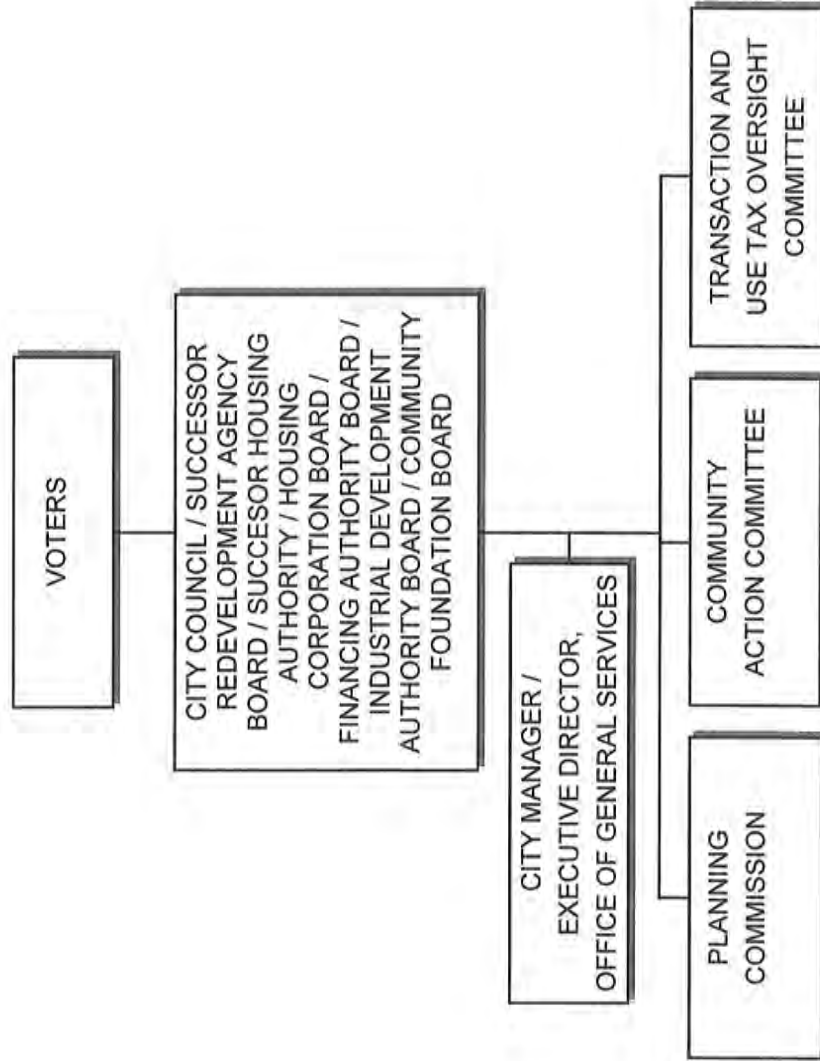 VOTERS
CITY COUNCIL / SUCCESSOR
REDEVELOPMENT AGENCY
BOARD / SUCCESSOR HOUSING
AUTHORITY / HOUSING
CORPORATION BOARD /
FINANCING AUTHORITY BOARD /
INDUSTRIAL DEVELOPMENT
AUTHORITY BOARD / COMMUNITY
FOUNDATION BOARD
CITY MANAGER /
EXECUTIVE DIRECTOR,
OFFICE OF GENERAL SERVICES
PLANNING
COMMISSION
COMMUNITY
ACTION COMMITTEE
TRANSACTION AND
USE TAX OVERSIGHT
COMMITTEE